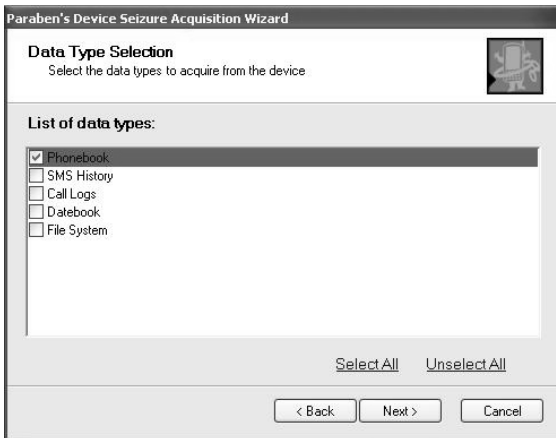 Paraben's Device Seizure Acquisition Wizard
Data Type Selection
Select the data types to acquire from the device
List of data types:
Phonebook
SMS History
Call Logs
Datebook
File System
Select All Unselect All
< Back Next > Cancel